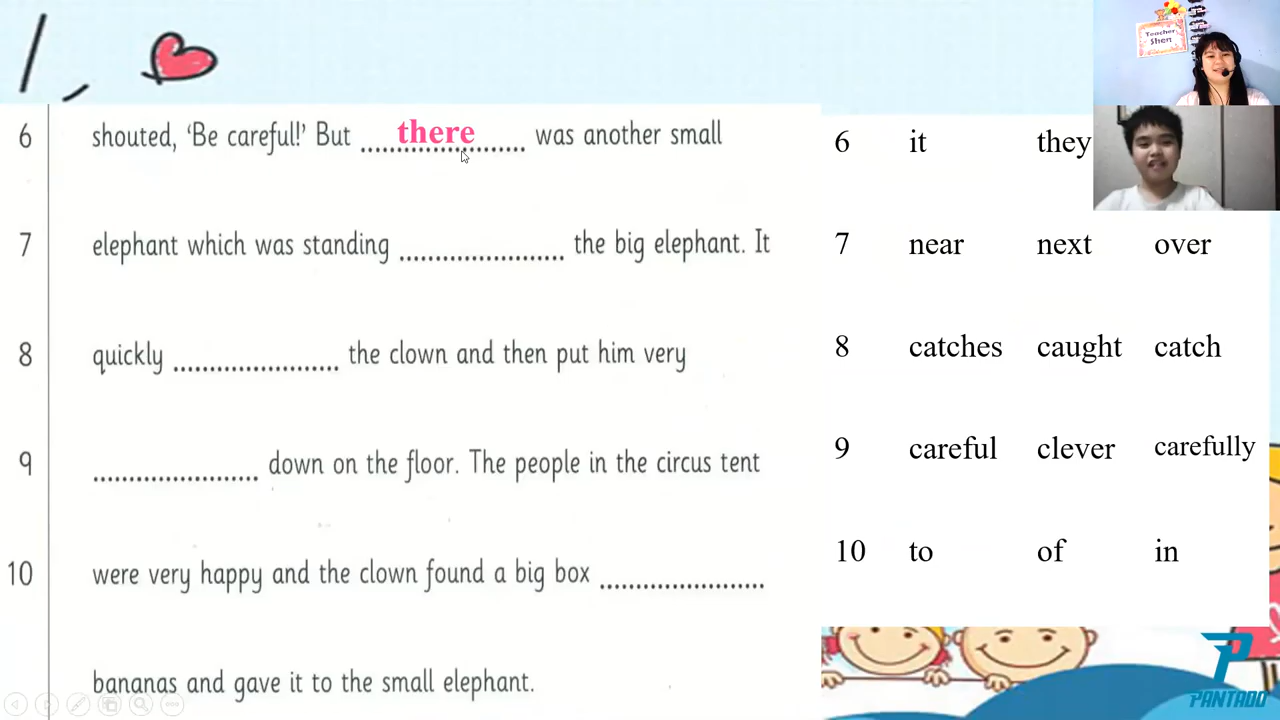 Teacher
Shen
6 shouted, ‘Be careful!’ But there was another small
7 elephant which was standing ........................ the big elephant. It
8 quickly ........................ the clown and then put him very
9 ........................ down on the floor. The people in the circus tent
10 were very happy and the clown found a big box ........................
bananas and gave it to the small elephant.
6 it they
7 near next over
8 catches caught catch
9 careful clever carefully
10 to of in
PANTADO